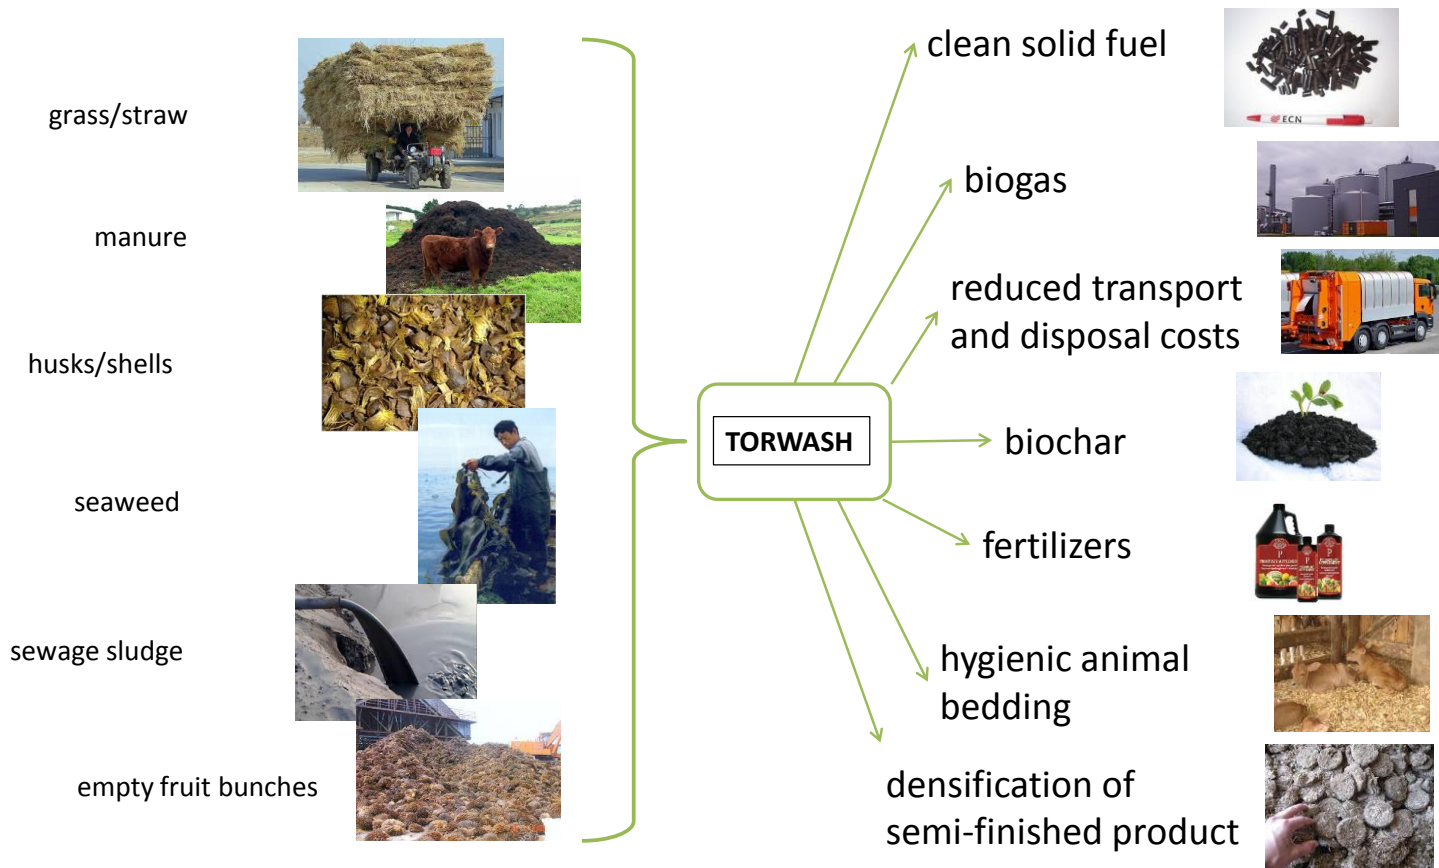 grass/straw
manure
husks/shells
seaweed
sewage sludge
empty fruit bunches
TORWASH
clean solid fuel
ECN
biogas
reduced transport
and disposal costs
biochar
fertilizers
hygienic animal
bedding
densification of
semi-finished product